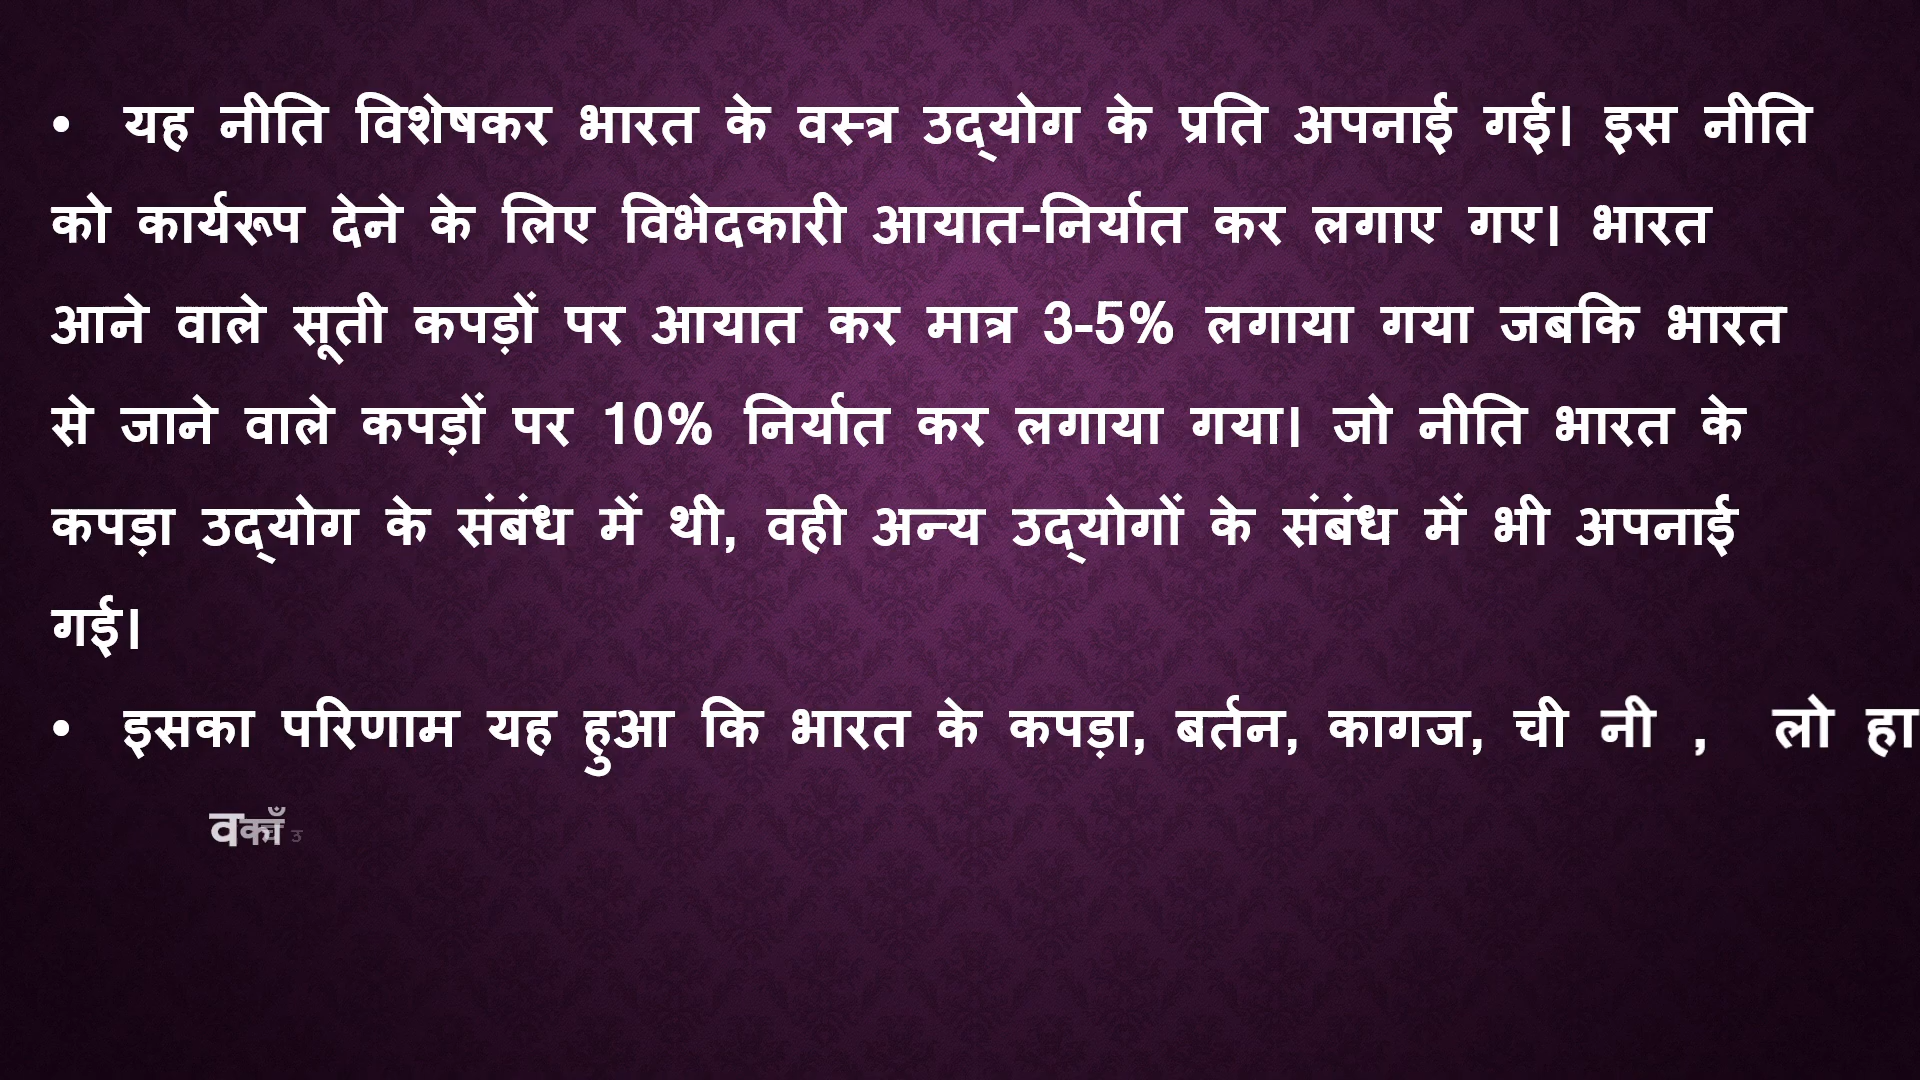 • यह नीति विशेषकर भारत के वस्त्र उद्योग के प्रति अपनाई गई। इस नीति
को कार्यरूप देने के लिए विभेदकारी आयात-निर्यात कर लगाए गए। भारत
आने वाले सूती कपड़ों पर आयात कर मात्र 3-5% लगाया गया जबकि भारत
से जाने वाले कपड़ों पर 10% निर्यात कर लगाया गया। जो नीति भारत के
कपड़ा उद्योग के संबंध में थी, वही अन्य उद्योगों के संबंध में भी अपनाई
गई।
• इसका परिणाम यह हुआ कि भारत के कपड़ा, बर्तन, कागज, चीनी, लोहा
व